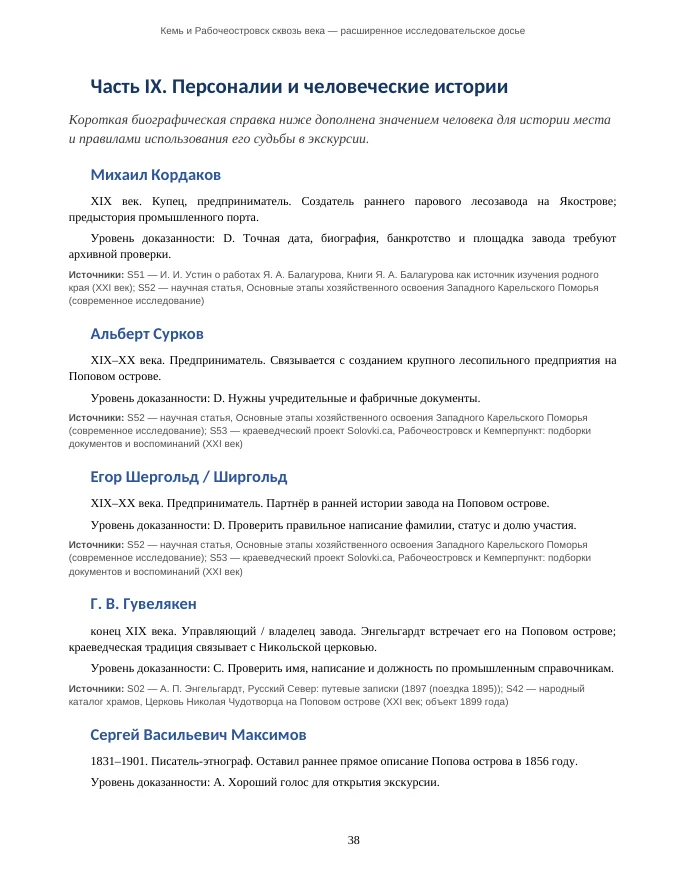 Кемь и Рабочеостровск сквозь века — расширенное исследовательское досье
Часть IX. Персоналии и человеческие истории
Короткая биографическая справка ниже дополнена значением человека для истории места
и правилами использования его судьбы в экскурсии.
Михаил Кордаков
XIX век. Купец, предприниматель. Создатель раннего парового лесозавода на Якострове;
предыстория промышленного порта.
Уровень доказанности: D. Точная дата, биография, банкротство и площадка завода требуют
архивной проверки.
Источники: S51 — И. И. Устин о работах Я. А. Балагурова, Книги Я. А. Балагурова как источник изучения родного
края (XXI век); S52 — научная статья, Основные этапы хозяйственного освоения Западного Карельского Поморья
(современное исследование)
Альберт Сурков
XIX–XX века. Предприниматель. Связывается с созданием крупного лесопильного предприятия на
Поповом острове.
Уровень доказанности: D. Нужны учредительные и фабричные документы.
Источники: S52 — научная статья, Основные этапы хозяйственного освоения Западного Карельского Поморья
(современное исследование); S53 — краеведческий проект Solovki.ca, Рабочеостровск и Кемперпункт: подборки
документов и воспоминаний (XXI век)
Егор Шергольд / Ширгольд
XIX–XX века. Предприниматель. Партнёр в ранней истории завода на Поповом острове.
Уровень доказанности: D. Проверить правильное написание фамилии, статус и долю участия.
Источники: S52 — научная статья, Основные этапы хозяйственного освоения Западного Карельского Поморья
(современное исследование); S53 — краеведческий проект Solovki.ca, Рабочеостровск и Кемперпункт: подборки
документов и воспоминаний (XXI век)
Г. В. Гувелякен
конец XIX века. Управляющий / владелец завода. Энгельгардт встречает его на Поповом острове;
краеведческая традиция связывает с Никольской церковью.
Уровень доказанности: C. Проверить имя, написание и должность по промышленным справочникам.
Источники: S02 — А. П. Энгельгардт, Русский Север: путевые записки (1897 (поездка 1895)); S42 — народный
каталог храмов, Церковь Николая Чудотворца на Поповом острове (XXI век; объект 1899 года)
Сергей Васильевич Максимов
1831–1901. Писатель-этнограф. Оставил раннее прямое описание Попова острова в 1856 году.
Уровень доказанности: A. Хороший голос для открытия экскурсии.
38